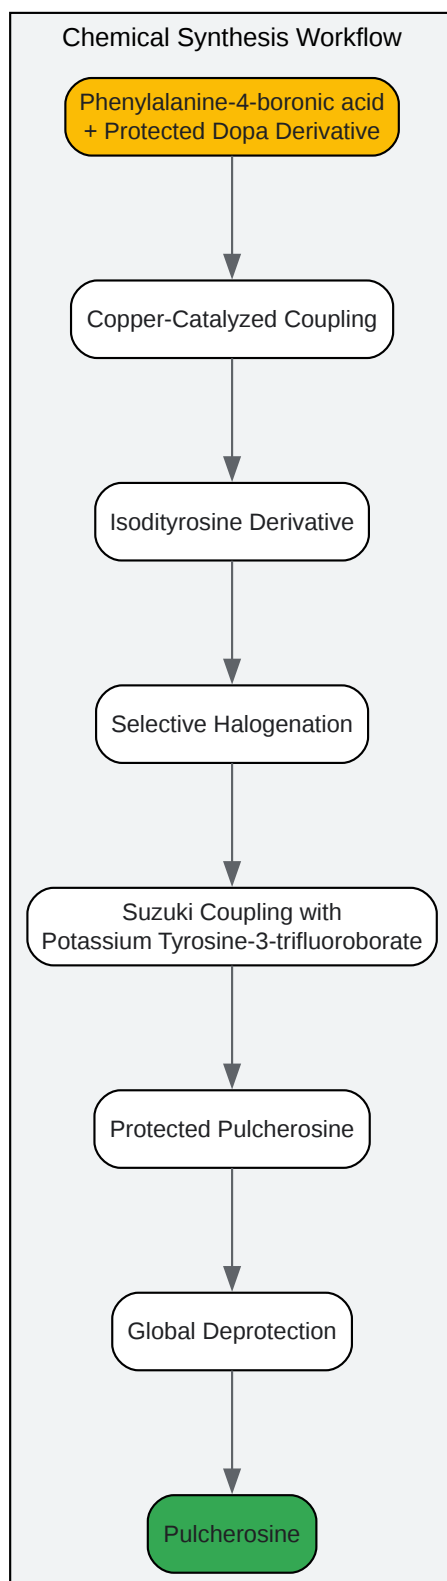 Chemical Synthesis Workflow
Phenylalanine-4-boronic acid
+ Protected Dopa Derivative
Copper-Catalyzed Coupling
Isodityrosine Derivative
Selective Halogenation
Suzuki Coupling with
Potassium Tyrosine-3-trifluoroborate
Protected Pulcherosine
Global Deprotection
Pulcherosine